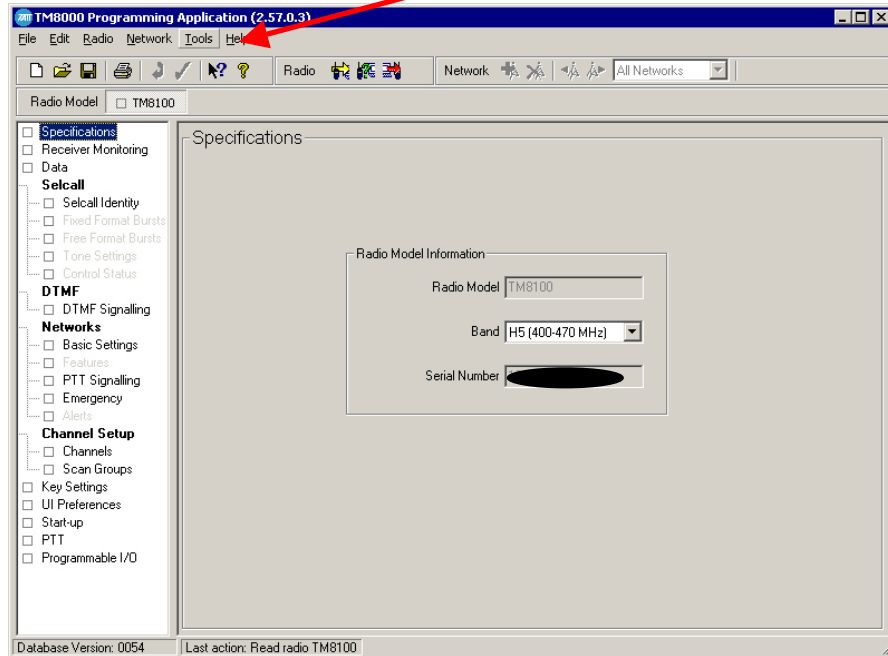 TM8000 Programming Application (2.57.0.3)
File Edit Radio Network Tools Help
Radio Network All Networks
Radio Model TM8100
Specifications
Receiver Monitoring
Data
Selcall
Selcall Identity
Fixed Format Bursts
Free Format Bursts
Tone Settings
Control Status
DTMF
DTMF Signalling
Networks
Basic Settings
Features
PTT Signalling
Emergency
Alerts
Channel Setup
Channels
Scan Groups
Key Settings
UI Preferences
Start-up
PTT
Programmable I/O
Specifications
Radio Model Information
Radio Model TM8100
Band H5 (400-470 MHz)
Serial Number
Database Version: 0054 Last action: Read radio TM8100